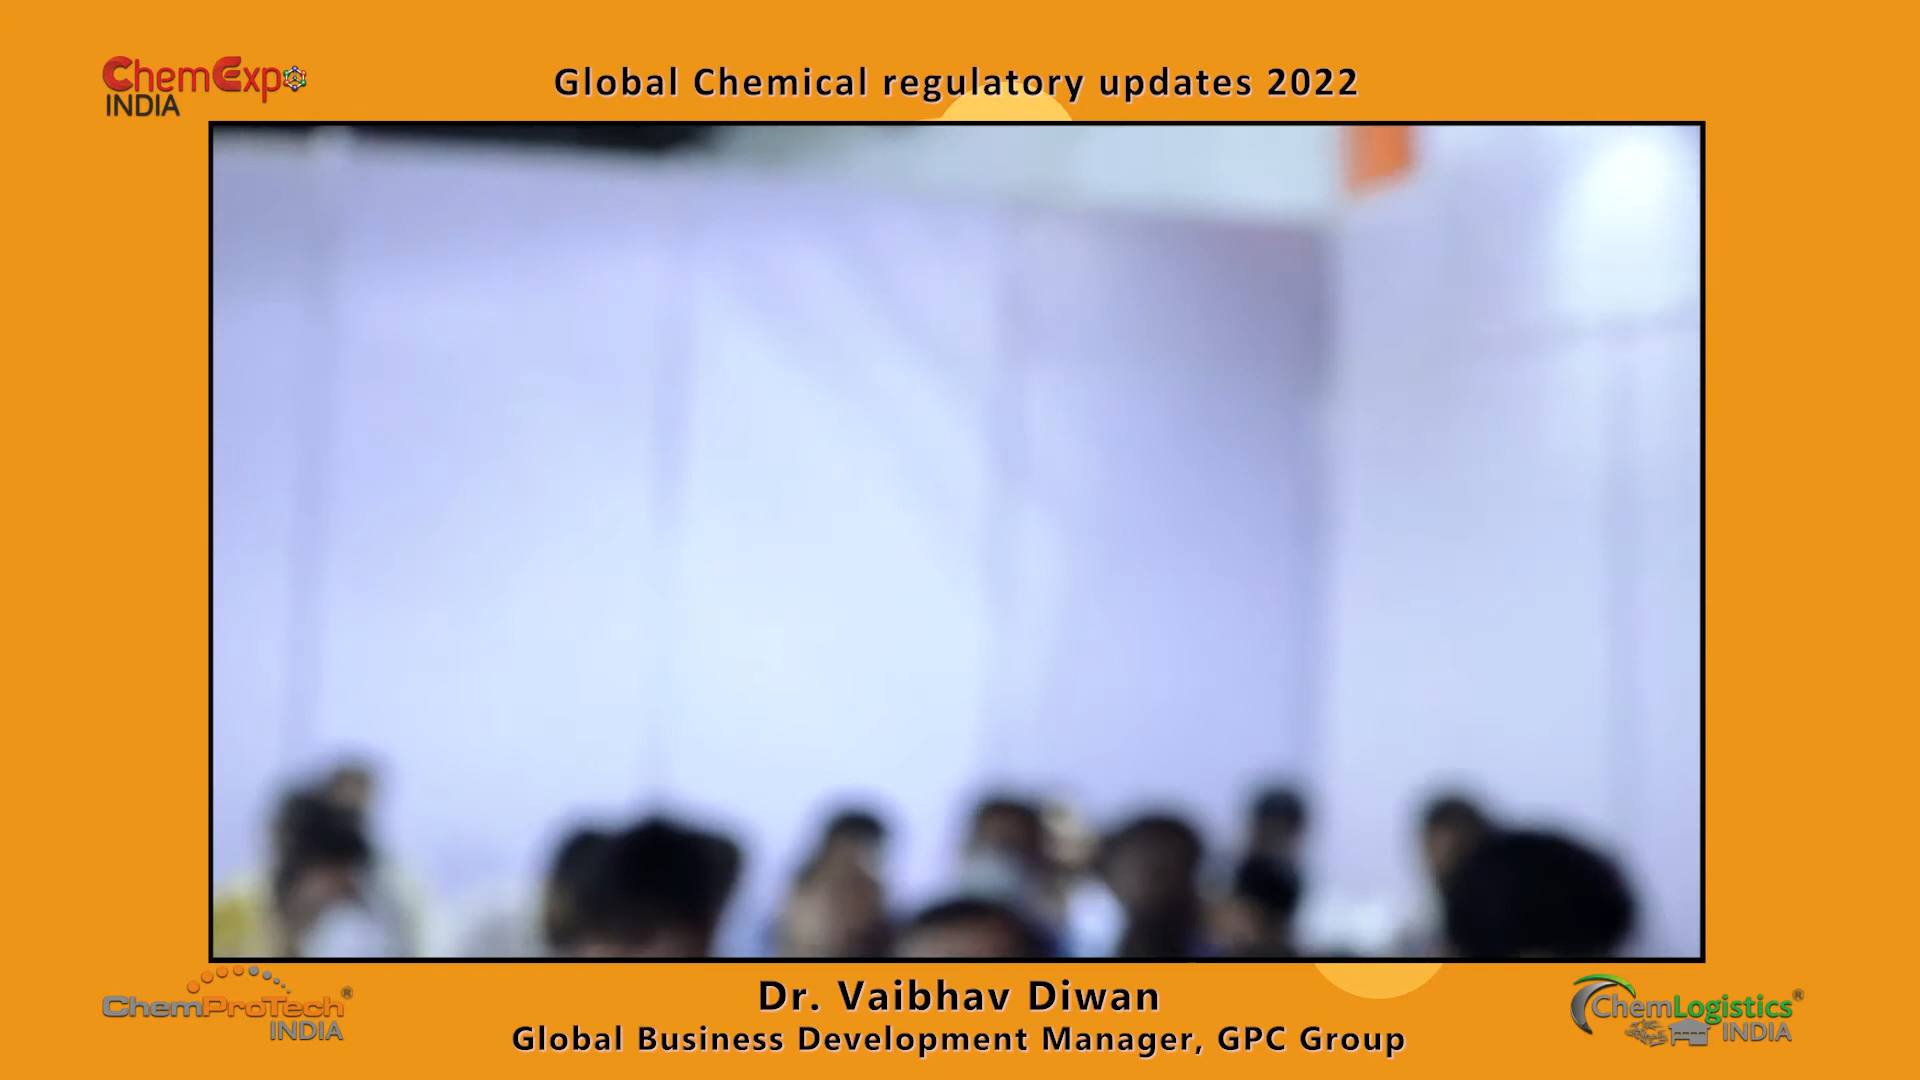 ChemExpo
INDIA
Global Chemical regulatory updates 2022
ChemProTech®
INDIA
Dr. Vaibhav Diwan
Global Business Development Manager, GPC Group
ChemLogistics®
INDIA